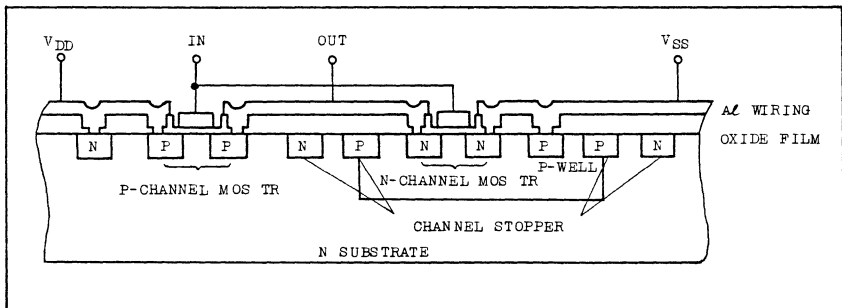 VDD IN OUT VSS
Al WIRING
OXIDE FILM
N P P N P N N P P N
P-WELL
P-CHANNEL MOS TR N-CHANNEL MOS TR
CHANNEL STOPPER
N SUBSTRATE